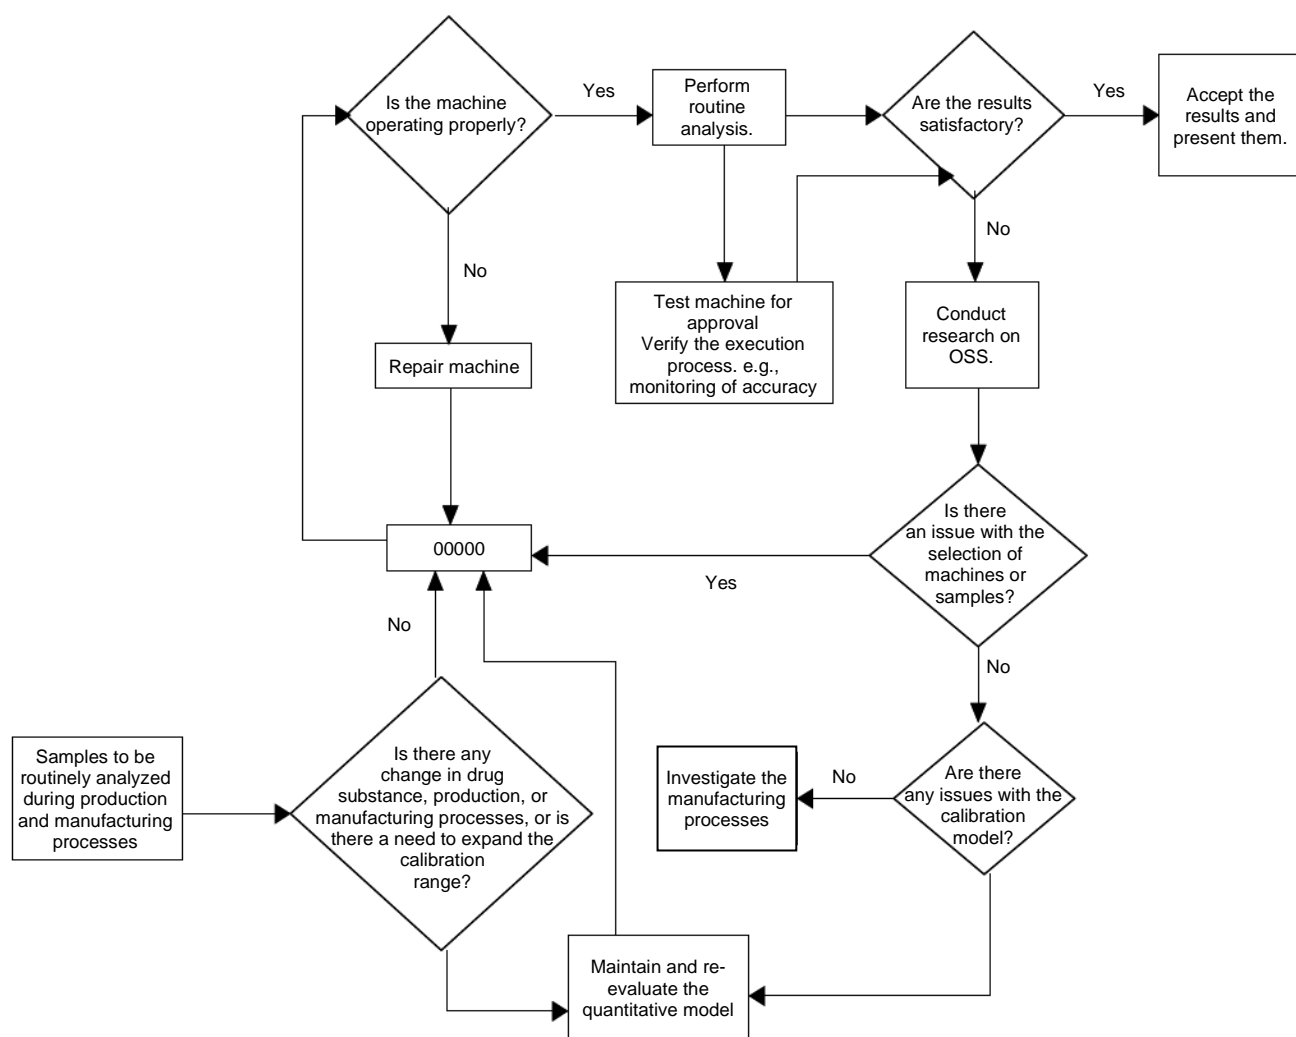 Is the machine
operating properly?
Yes
Perform
routine
analysis.
Are the results
satisfactory?
Yes
Accept the
results and
present them.
No
No
Test machine for
approval
Verify the execution
process. e.g.,
monitoring of accuracy
Conduct
research on
OSS.
Repair machine
Is there
an issue with the
selection of
machines or
samples?
00000
Yes
No
No
Samples to be
routinely analyzed
during production
and manufacturing
processes
Is there any
change in drug
substance, production, or
manufacturing processes, or is
there a need to expand the
calibration
range?
Investigate the
manufacturing
processes
No
Are there
any issues with the
calibration
model?
Maintain and re-
evaluate the
quantitative model